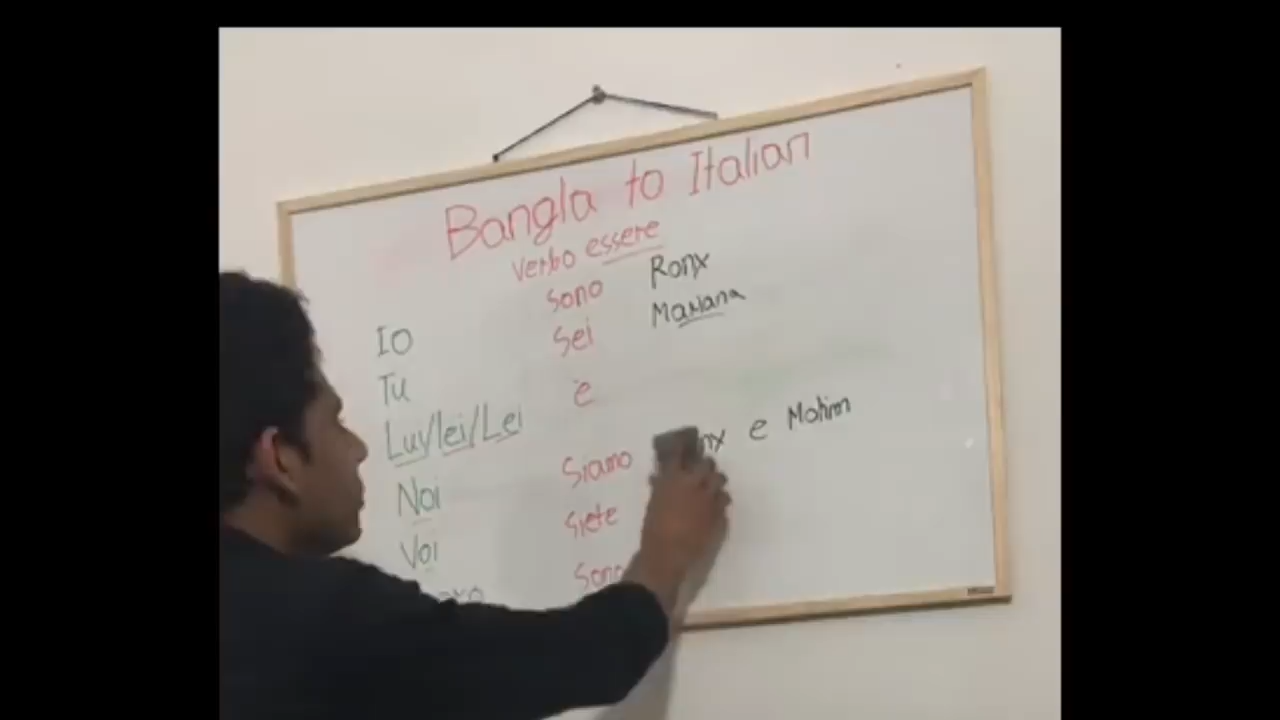 Bangla to Italian
verbo essere
Io sono Ronx
Tu sei Mariana
Lui/lei/Lei è
Noi siamo e Mohim
Voi siete
sono